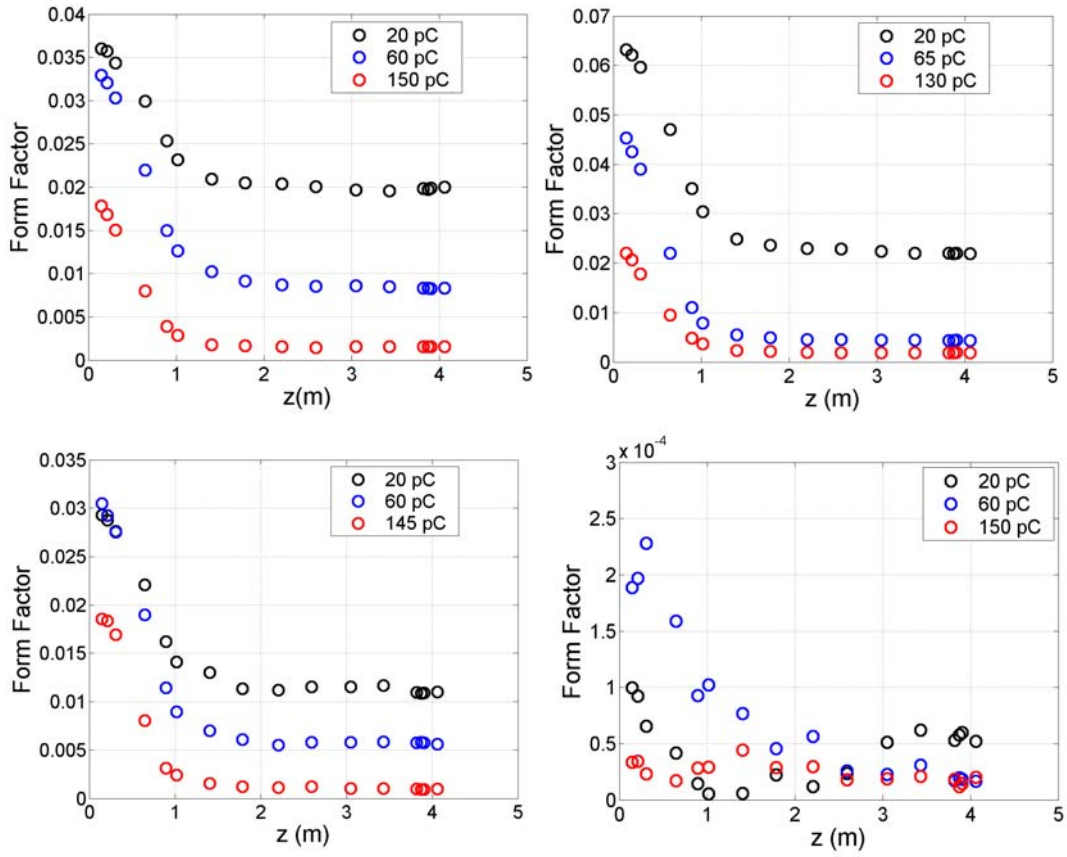 0.04
0.035
0.03
0.025
0.02
0.015
0.01
0.005
0
Form Factor
20 pC
60 pC
150 pC
0 1 2 3 4 5
z(m)
0.07
0.06
0.05
0.04
0.03
0.02
0.01
0
Form Factor
20 pC
65 pC
130 pC
0 1 2 3 4 5
z (m)
0.035
0.03
0.025
0.02
0.015
0.01
0.005
0
Form Factor
20 pC
60 pC
145 pC
0 1 2 3 4 5
z (m)
x 10⁻⁴
3
2.5
2
1.5
1
0.5
0
Form Factor
20 pC
60 pC
150 pC
0 1 2 3 4 5
z (m)